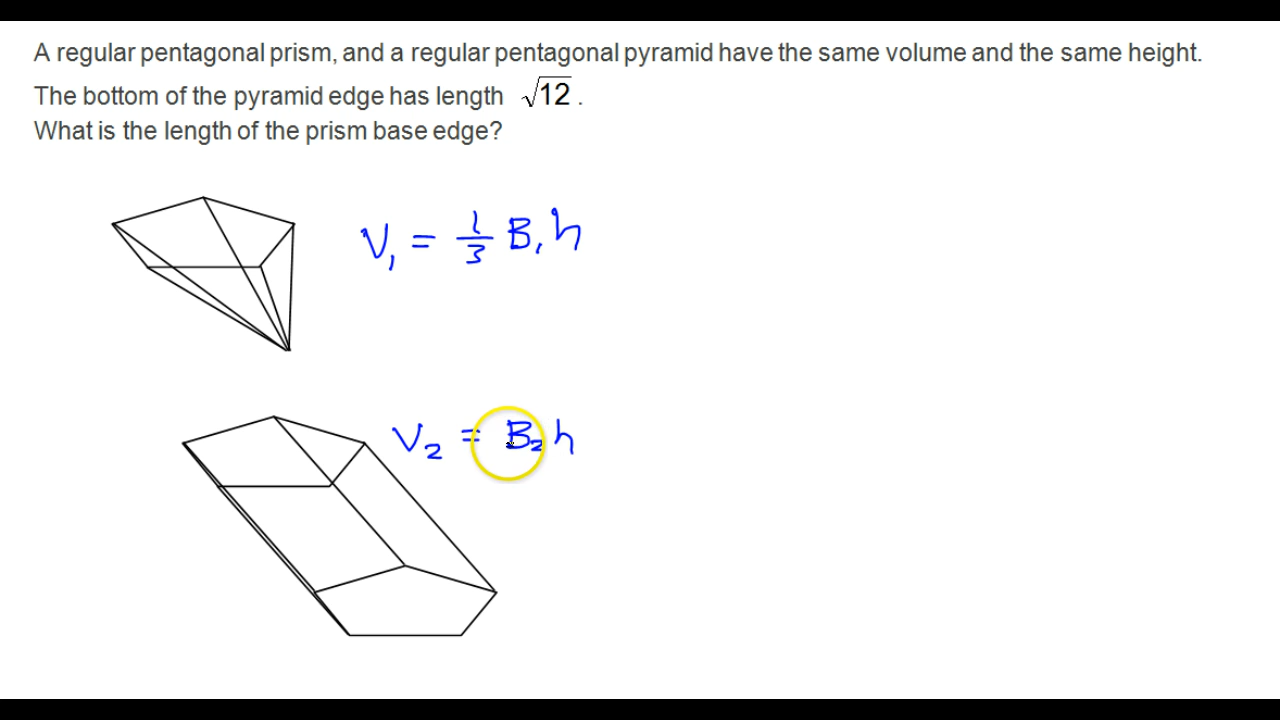 A regular pentagonal prism, and a regular pentagonal pyramid have the same volume and the same height.
The bottom of the pyramid edge has length √12 .
What is the length of the prism base edge?
V₁ = 1/3 B₁h
V₂ = B₂h